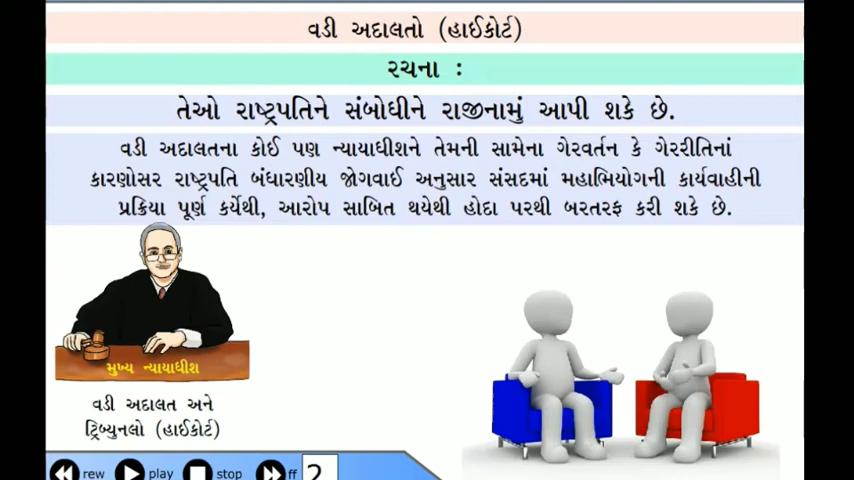 વડી અદાલતો (હાઈકોર્ટ)
રચના :
તેઓ રાષ્ટ્રપતિને સંબોધીને રાજીનામું આપી શકે છે.
વડી અદાલતના કોઈ પણ ન્યાયાધીશને તેમની સામેના ગેરવર્તન કે ગેરરીતિનાં
કારણોસર રાષ્ટ્રપતિ બંધારણીય જોગવાઈ અનુસાર સંસદમાં મહાભિયોગની કાર્યવાહીની
પ્રક્રિયા પૂર્ણ કર્યેથી, આરોપ સાબિત થયેથી હોદા પરથી બરતરફ કરી શકે છે.
મુખ્ય ન્યાયાધીશ
વડી અદાલત અને
ટ્રિબ્યુનલો (હાઈકોર્ટ)
rew play stop ff 2